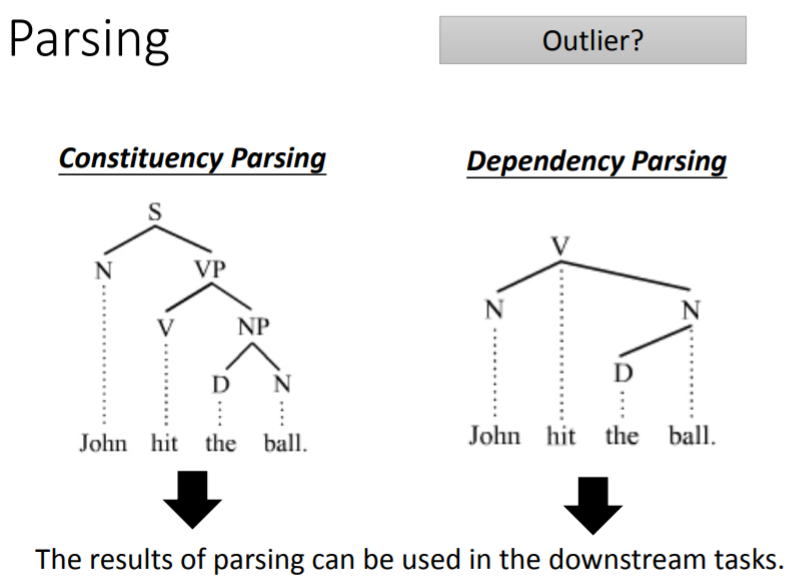 Parsing
Outlier?
Constituency Parsing
S
N VP
V NP
D N
John hit the ball.
Dependency Parsing
V
N N
D
John hit the ball.
The results of parsing can be used in the downstream tasks.